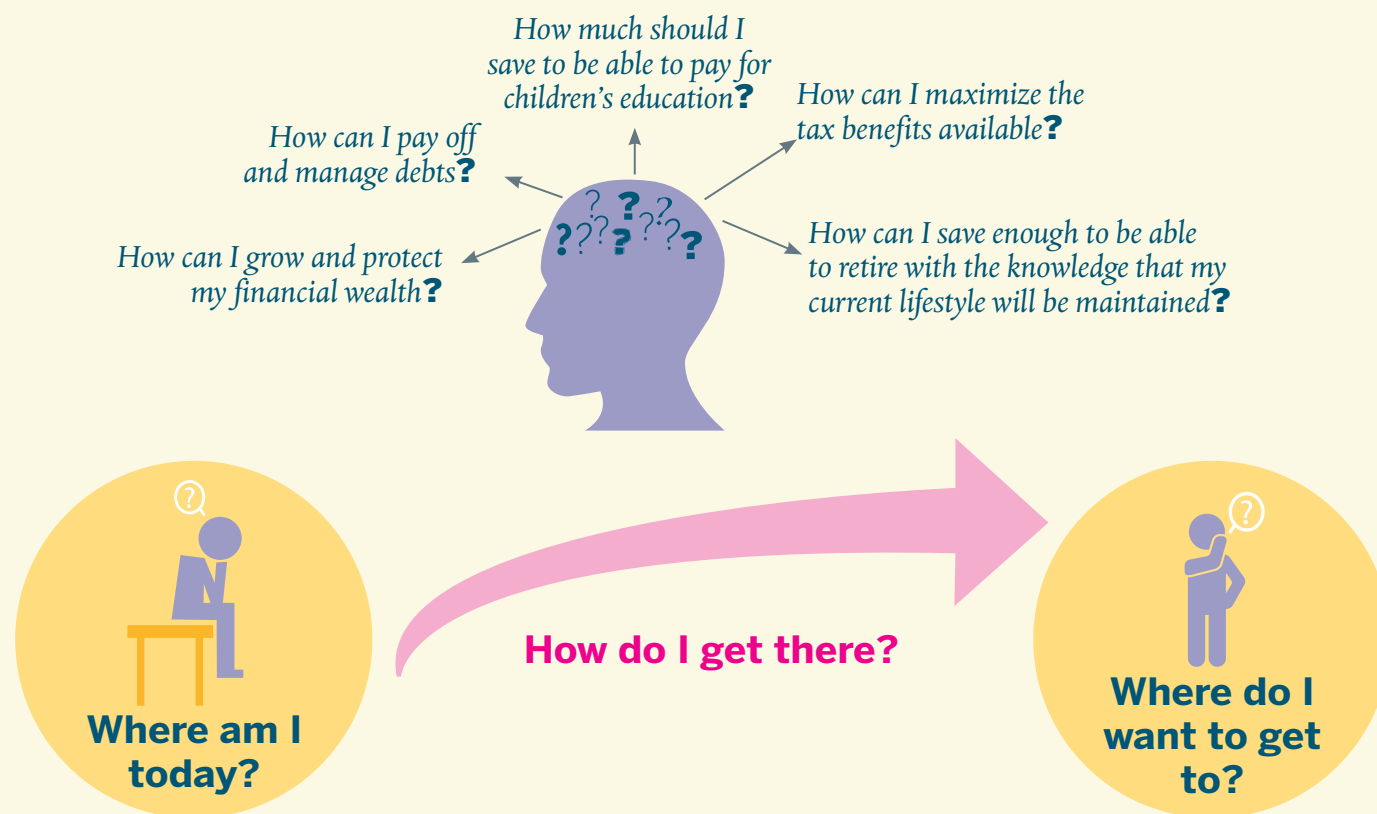 How much should I
save to be able to pay for
children's education?
How can I maximize the
tax benefits available?
How can I pay off
and manage debts?
How can I grow and protect
my financial wealth?
How can I save enough to be able
to retire with the knowledge that my
current lifestyle will be maintained?
? ? ? ? ? ? ? ? ? ? ?
?
?
How do I get there?
Where am I
today?
Where do I
want to get
to?